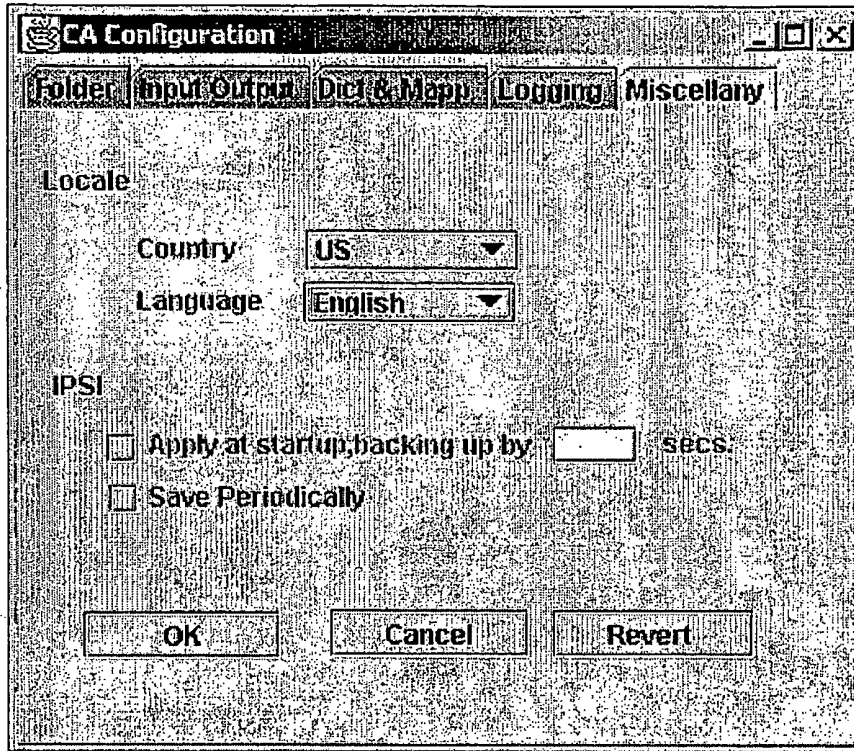 CA Configuration
Folder Input Output Dict & Mapp Logging Miscellany
Locale
Country US
Language English
IPSI
Apply at startup,backing up by secs.
Save Periodically
OK Cancel Revert